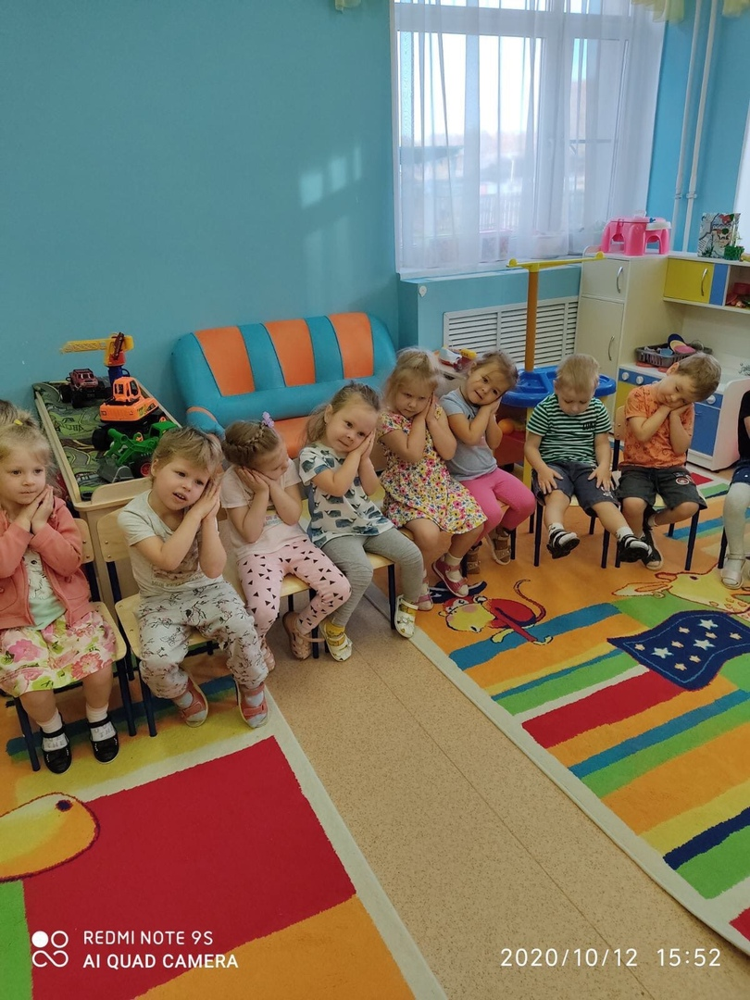 REDMI NOTE 9S
AI QUAD CAMERA
2020/10/12 15:52